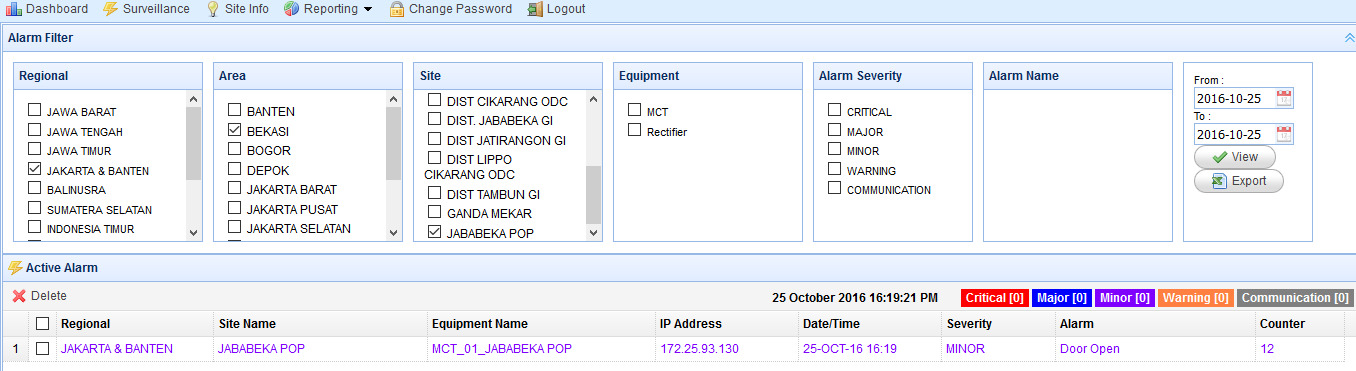 Dashboard Surveillance Site Info Reporting Change Password Logout
Alarm Filter
Regional
JAWA BARAT
JAWA TENGAH
JAWA TIMUR
JAKARTA & BANTEN
BALINUSRA
SUMATERA SELATAN
INDONESIA TIMUR
Area
BANTEN
BEKASI
BOGOR
DEPOK
JAKARTA BARAT
JAKARTA PUSAT
JAKARTA SELATAN
Site
DIST CIKARANG ODC
DIST. JABABEKA GI
DIST JATIRANGON GI
DIST LIPPO
CIKARANG ODC
DIST TAMBUN GI
GANDA MEKAR
JABABEKA POP
Equipment
MCT
Rectifier
Alarm Severity
CRITICAL
MAJOR
MINOR
WARNING
COMMUNICATION
Alarm Name
From :
2016-10-25
To :
2016-10-25
View
Export
Active Alarm
Delete 25 October 2016 16:19:21 PM Critical [0] Major [0] Minor [0] Warning [0] Communication [0]
Regional Site Name Equipment Name IP Address Date/Time Severity Alarm Counter
1 JAKARTA & BANTEN JABABEKA POP MCT_01_JABABEKA POP 172.25.93.130 25-OCT-16 16:19 MINOR Door Open 12